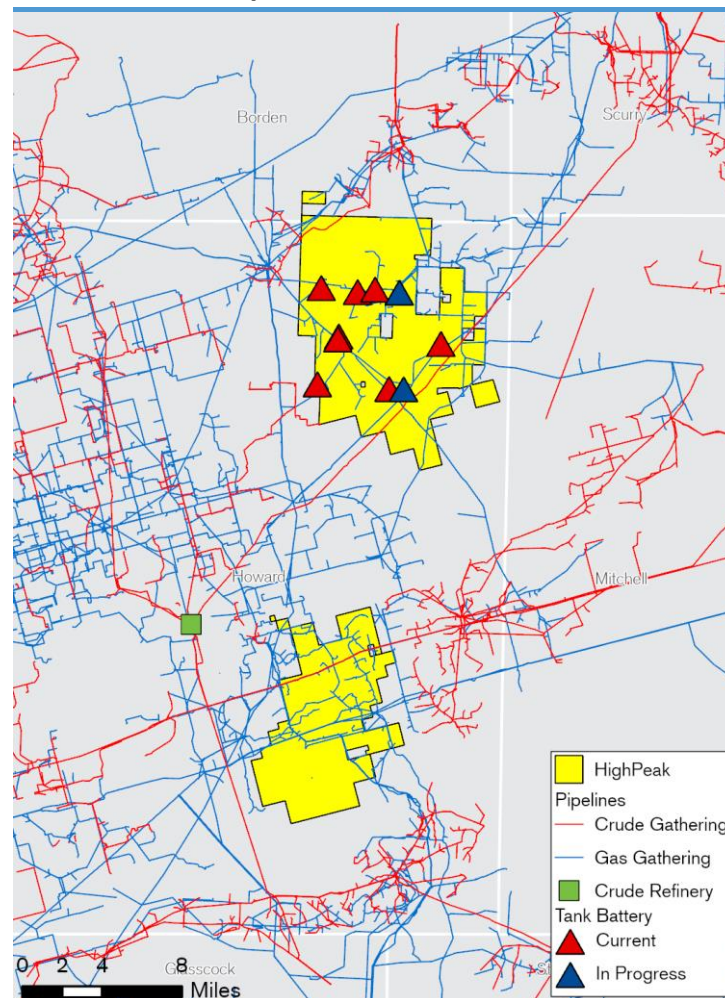 Borden
Scurry
Howard
Mitchell
HighPeak
Pipelines
Crude Gathering
Gas Gathering
Crude Refinery
Tank Battery
Current
In Progress
0 2 4 8
Miles
Glasscock